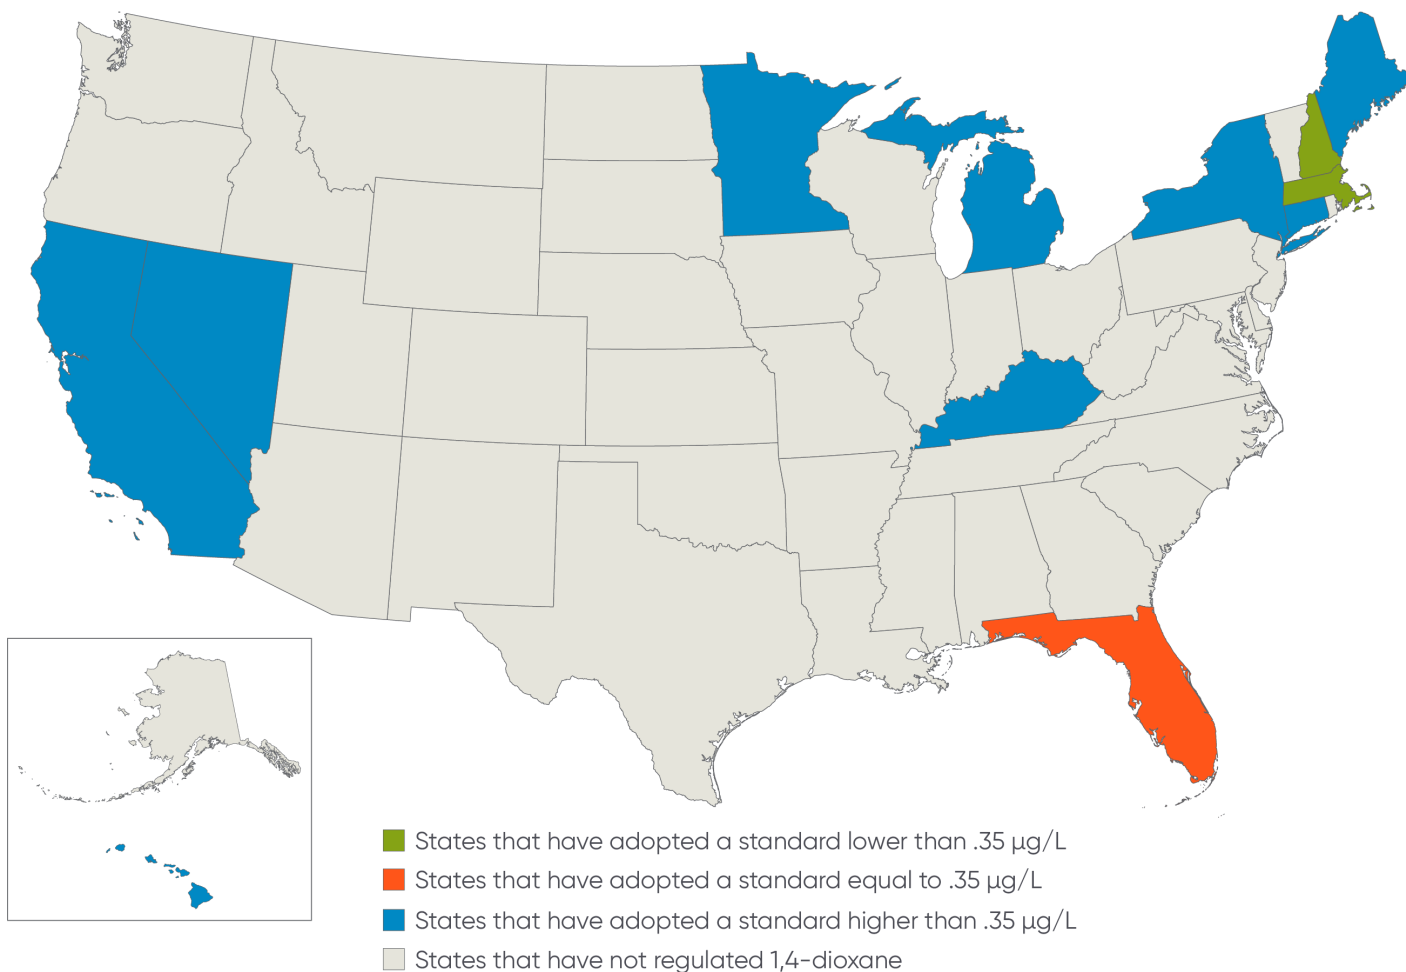 States that have adopted a standard lower than .35 µg/L
States that have adopted a standard equal to .35 µg/L
States that have adopted a standard higher than .35 µg/L
States that have not regulated 1,4-dioxane